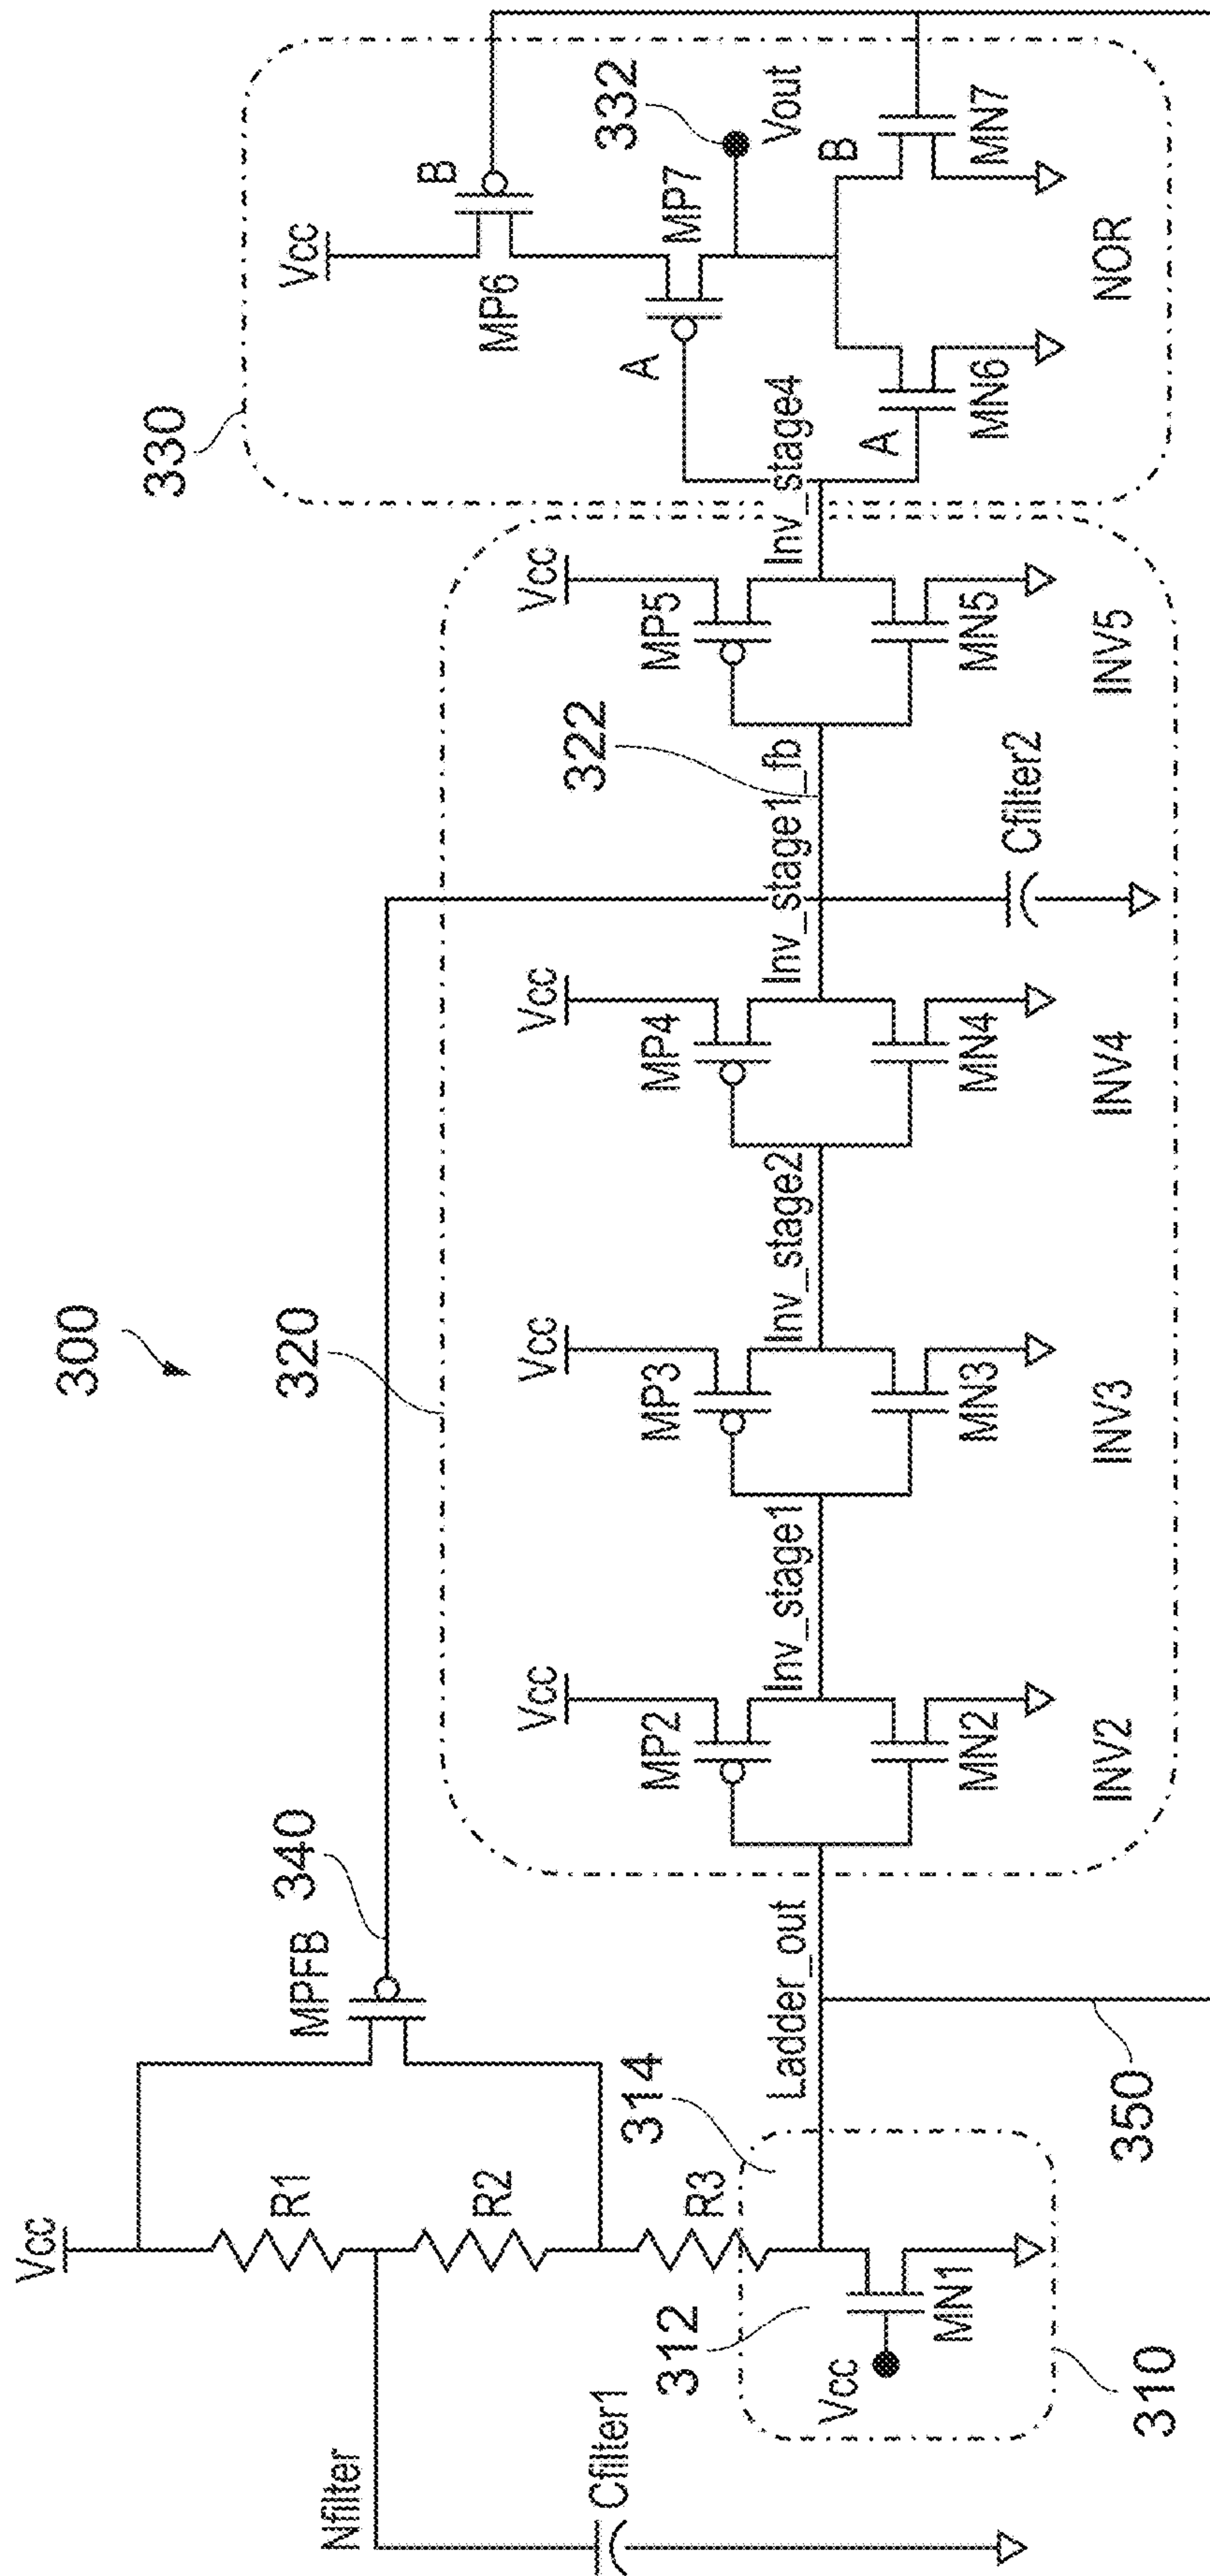 300
Vcc
R1
R2
R3
Nfilter
Cfilter1
MPFB
340
312
314
Vcc
MN1
310
Ladder_out
350
320
Vcc
MP2
MN2
INV2
Inv_stage1
Vcc
MP3
MN3
INV3
Inv_stage2
Vcc
MP4
MN4
INV4
Inv_stage1_fb
322
Cfilter2
Vcc
MP5
MN5
INV5
Inv_stage4
330
Vcc
MP6
B
A
MP7
332
Vout
A
MN6
B
MN7
NOR